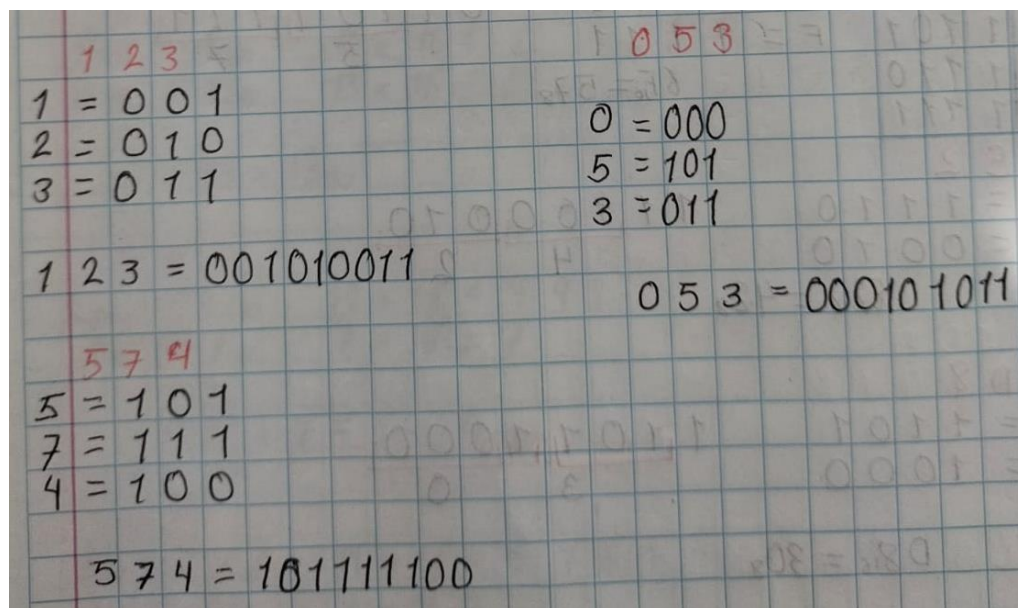 1 2 3
1 = 0 0 1
2 = 0 1 0
3 = 0 1 1
1 2 3 = 001010011
0 5 3
0 = 000
5 = 101
3 = 011
0 5 3 = 000101011
5 7 4
5 = 1 0 1
7 = 1 1 1
4 = 1 0 0
5 7 4 = 101111100